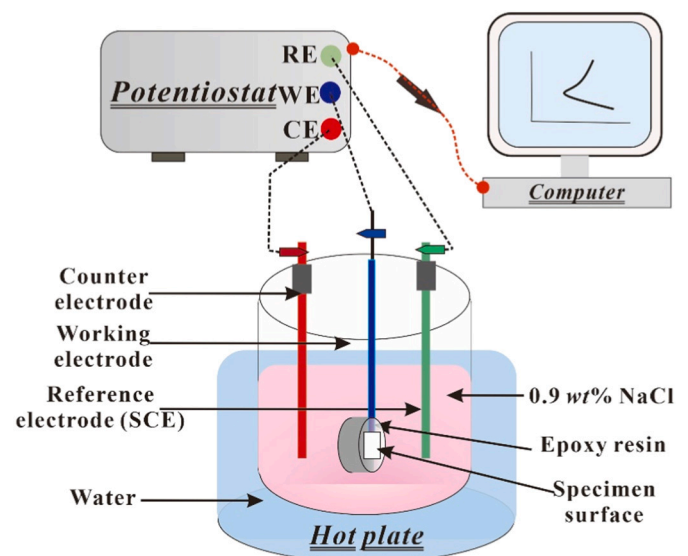 RE
Potentiostat WE
CE
Computer
Counter
electrode
Working
electrode
Reference
electrode (SCE)
Water
0.9 wt% NaCl
Epoxy resin
Specimen
surface
Hot plate